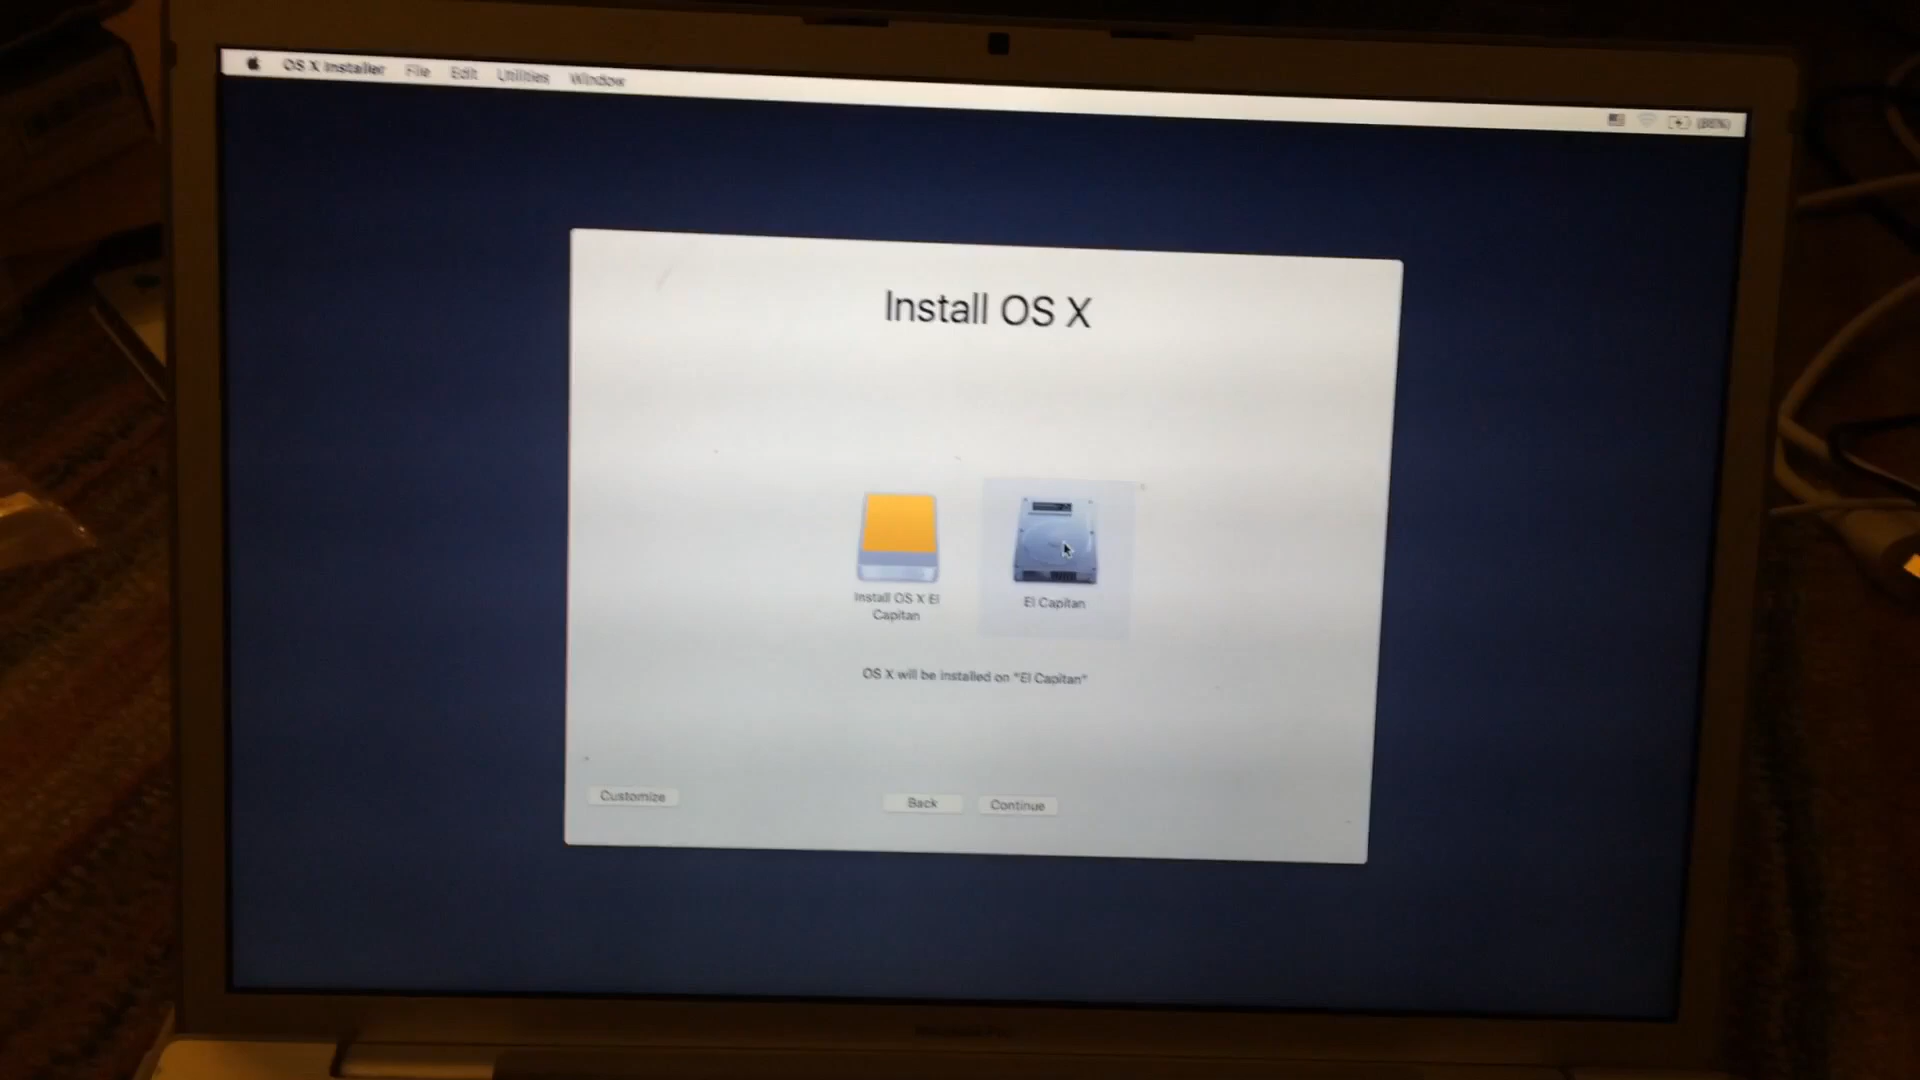 OS X Installer File Edit Utilities Window
(86%)
Install OS X
Install OS X El
Capitan
El Capitan
OS X will be installed on "El Capitan"
Customize
Back
Continue